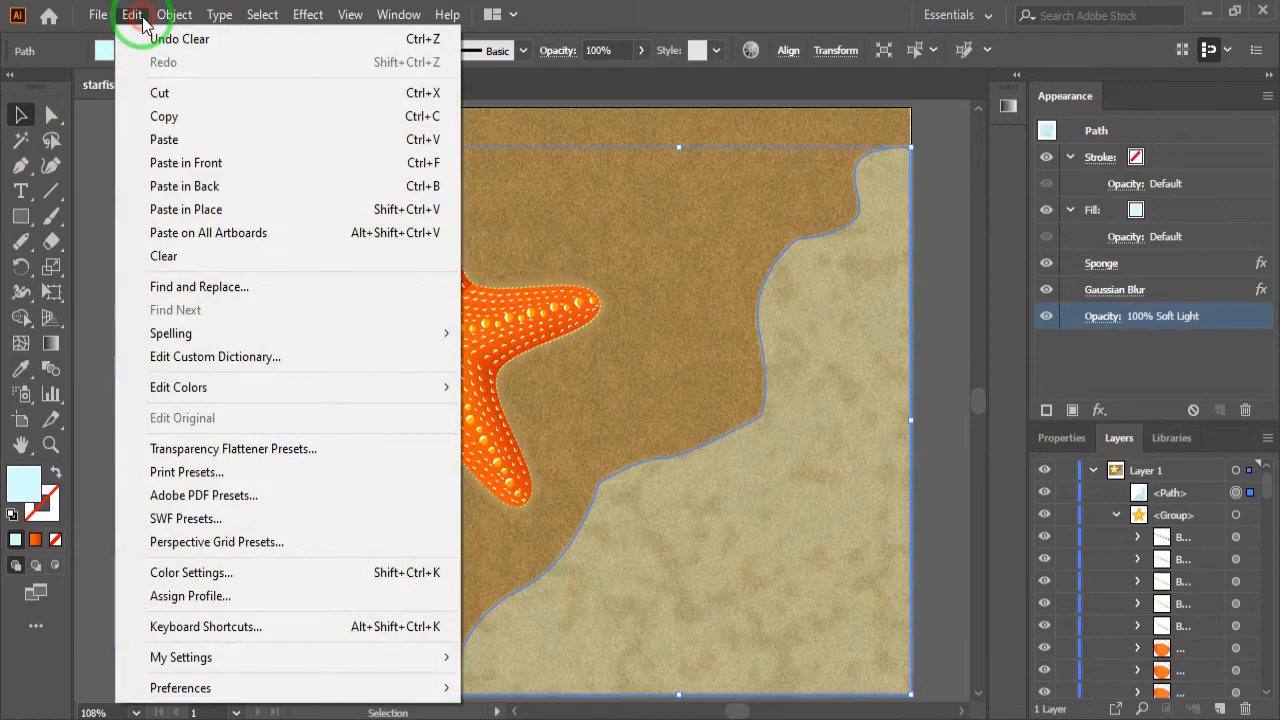 Ai File Edit Object Type Select Effect View Window Help Essentials Search Adobe Stock
Path Basic Opacity: 100% Style: Align Transform
starfis
Undo Clear Ctrl+Z
Redo Shift+Ctrl+Z
Cut Ctrl+X
Copy Ctrl+C
Paste Ctrl+V
Paste in Front Ctrl+F
Paste in Back Ctrl+B
Paste in Place Shift+Ctrl+V
Paste on All Artboards Alt+Shift+Ctrl+V
Clear
Find and Replace...
Find Next
Spelling
Edit Custom Dictionary...
Edit Colors
Edit Original
Transparency Flattener Presets...
Print Presets...
Adobe PDF Presets...
SWF Presets...
Perspective Grid Presets...
Color Settings... Shift+Ctrl+K
Assign Profile...
Keyboard Shortcuts... Alt+Shift+Ctrl+K
My Settings
Preferences
Appearance
Path
Stroke:
Opacity: Default
Fill:
Opacity: Default
Sponge fx
Gaussian Blur fx
Opacity: 100% Soft Light
fx
Properties Layers Libraries
Layer 1
<Path>
<Group>
B...
B...
B...
B...
B...
...
...
...
1 Layer
108% 1 Selection